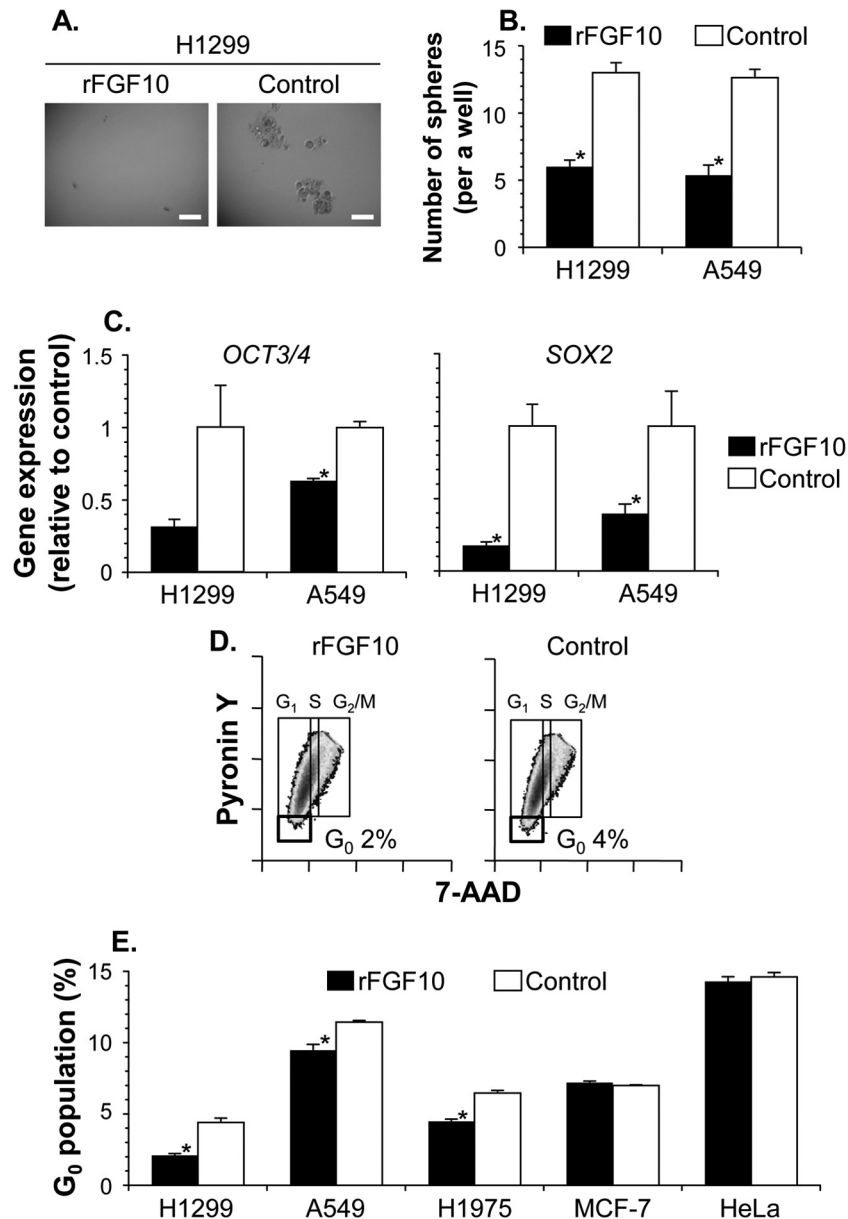 A.
H1299
rFGF10 Control
B.
rFGF10 Control
Number of spheres
(per a well)
15
10
5
0
* *
H1299 A549
C.
Gene expression
(relative to control)
OCT3/4 SOX2
1.5
1
0.5
0
* * *
rFGF10
Control
H1299 A549 H1299 A549
D.
rFGF10 Control
Pyronin Y
G₁ S G₂/M G₁ S G₂/M
G₀ 2% G₀ 4%
7-AAD
E.
G₀ population (%)
rFGF10 Control
15
10
5
0
* * *
H1299 A549 H1975 MCF-7 HeLa